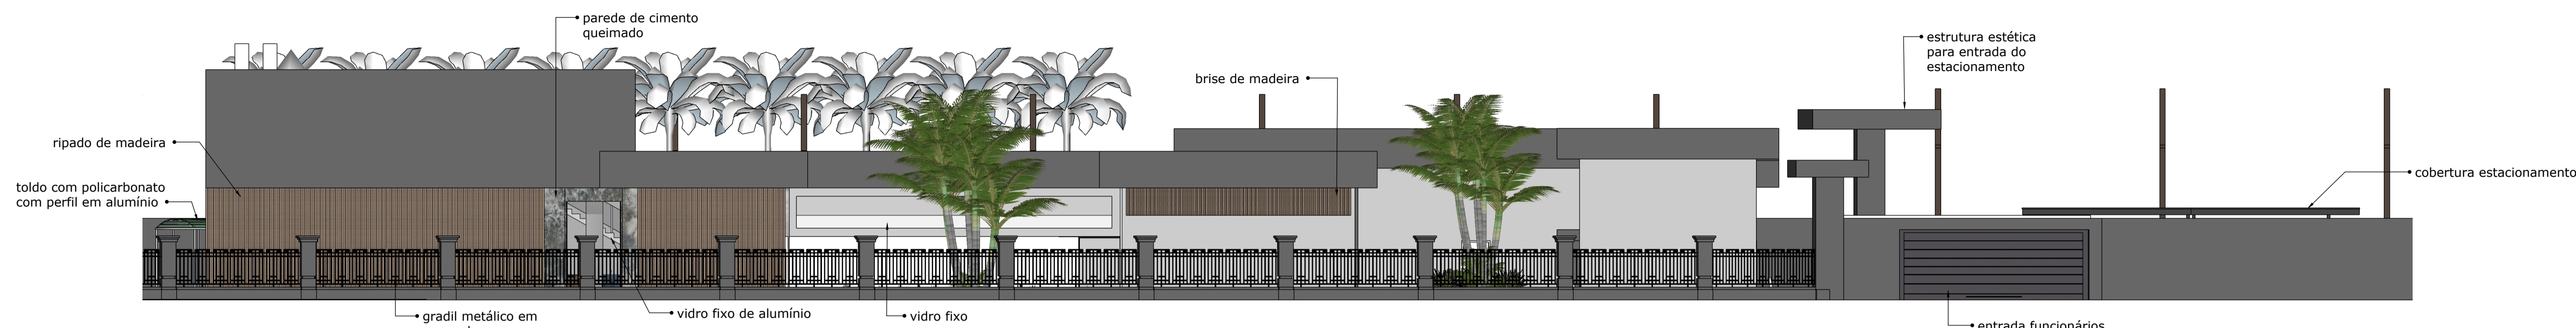 parede de cimento
queimado
estrutura estética
para entrada do
estacionamento
brise de madeira
ripado de madeira
cobertura estacionamento
toldo com policarbonato
com perfil em alumínio
gradil metálico em
vidro fixo de alumínio
vidro fixo
entrada funcionários